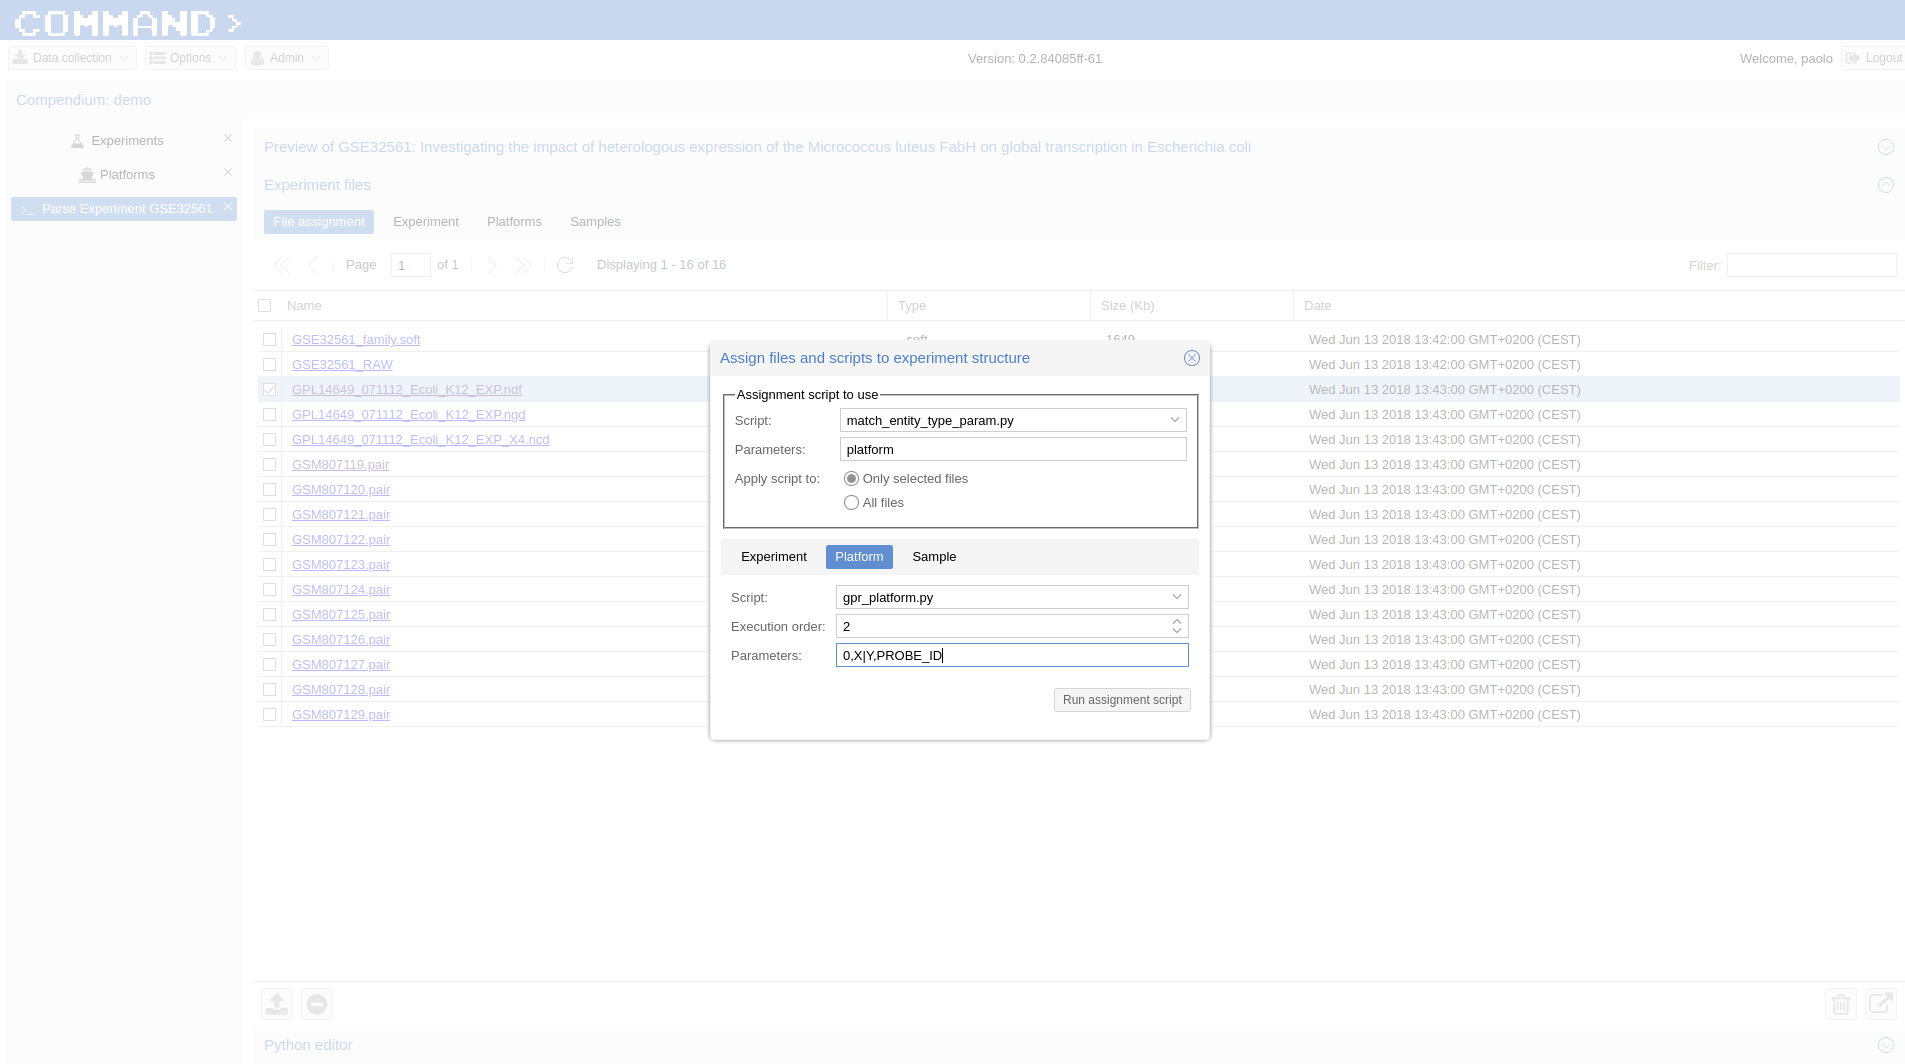 COMMAND>
Data collection Options Admin Version: 0.2.84085ff-61 Welcome, paolo Logout
Compendium: demo
Experiments
Platforms
Parse Experiment GSE32561
Preview of GSE32561: Investigating the impact of heterologous expression of the Micrococcus luteus FabH on global transcription in Escherichia coli
Experiment files
File assignment Experiment Platforms Samples
Page 1 of 1 Displaying 1 - 16 of 16 Filter:
Name Type Size (Kb) Date
GSE32561_family.soft .soft 1649 Wed Jun 13 2018 13:42:00 GMT+0200 (CEST)
GSE32561_RAW Wed Jun 13 2018 13:42:00 GMT+0200 (CEST)
GPL14649_071112_Ecoli_K12_EXP.ndf Wed Jun 13 2018 13:43:00 GMT+0200 (CEST)
GPL14649_071112_Ecoli_K12_EXP.ngd Wed Jun 13 2018 13:43:00 GMT+0200 (CEST)
GPL14649_071112_Ecoli_K12_EXP_X4.ncd Wed Jun 13 2018 13:43:00 GMT+0200 (CEST)
GSM807119.pair Wed Jun 13 2018 13:43:00 GMT+0200 (CEST)
GSM807120.pair Wed Jun 13 2018 13:43:00 GMT+0200 (CEST)
GSM807121.pair Wed Jun 13 2018 13:43:00 GMT+0200 (CEST)
GSM807122.pair Wed Jun 13 2018 13:43:00 GMT+0200 (CEST)
GSM807123.pair Wed Jun 13 2018 13:43:00 GMT+0200 (CEST)
GSM807124.pair Wed Jun 13 2018 13:43:00 GMT+0200 (CEST)
GSM807125.pair Wed Jun 13 2018 13:43:00 GMT+0200 (CEST)
GSM807126.pair Wed Jun 13 2018 13:43:00 GMT+0200 (CEST)
GSM807127.pair Wed Jun 13 2018 13:43:00 GMT+0200 (CEST)
GSM807128.pair Wed Jun 13 2018 13:43:00 GMT+0200 (CEST)
GSM807129.pair Wed Jun 13 2018 13:43:00 GMT+0200 (CEST)
Assign files and scripts to experiment structure
Assignment script to use
Script: match_entity_type_param.py
Parameters: platform
Apply script to: Only selected files
All files
Experiment Platform Sample
Script: gpr_platform.py
Execution order: 2
Parameters: 0,X|Y,PROBE_ID
Run assignment script
Python editor